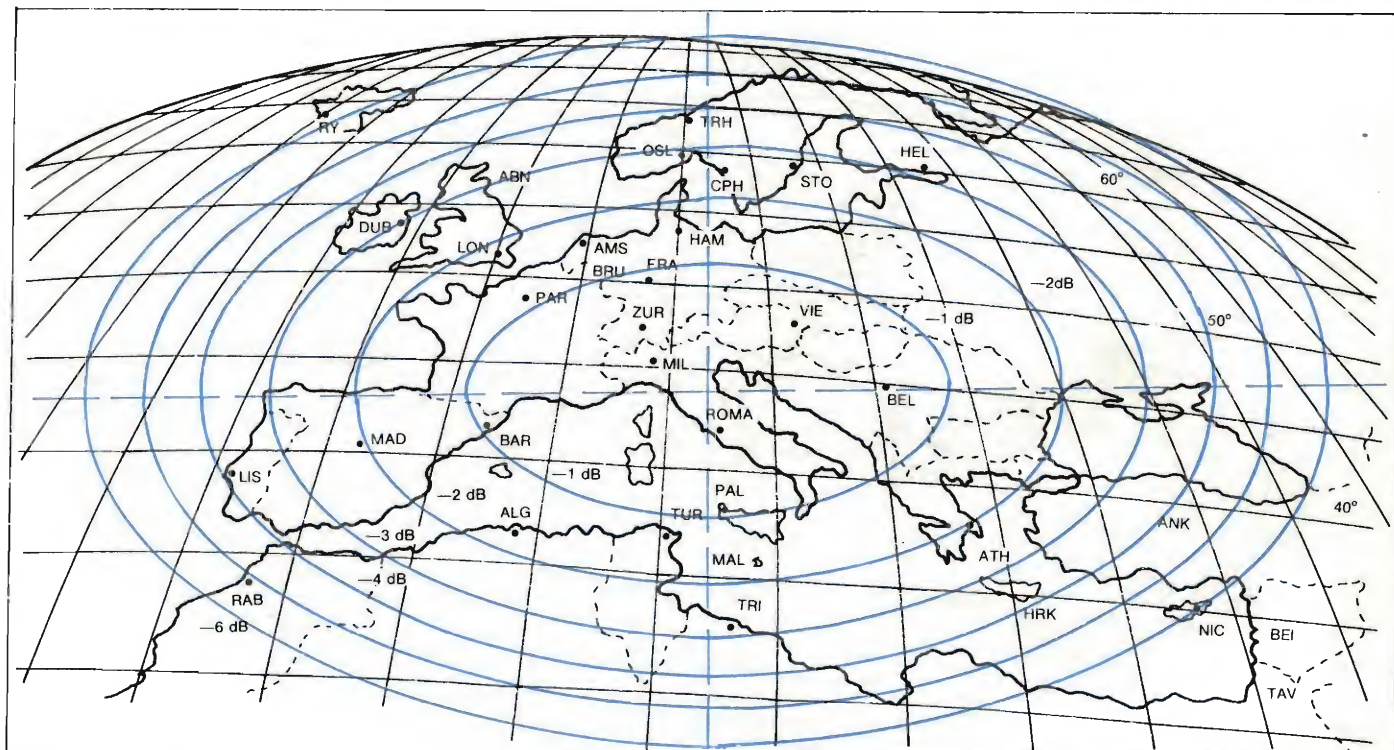 RY
TRH
OSL
HEL
ABN
CPH
STO
60°
DUB
LON
AMS
HAM
BRU
FRA
—2dB
PAR
50°
ZUR
VIE
—1 dB
MIL
BEL
ROMA
MAD
BAR
LIS
—1 dB
—2 dB
PAL
40°
ALG
TUR
ANK
—3 dB
ATH
MAL
—4 dB
RAB
TRI
HRK
—6 dB
NIC
BEI
TAV